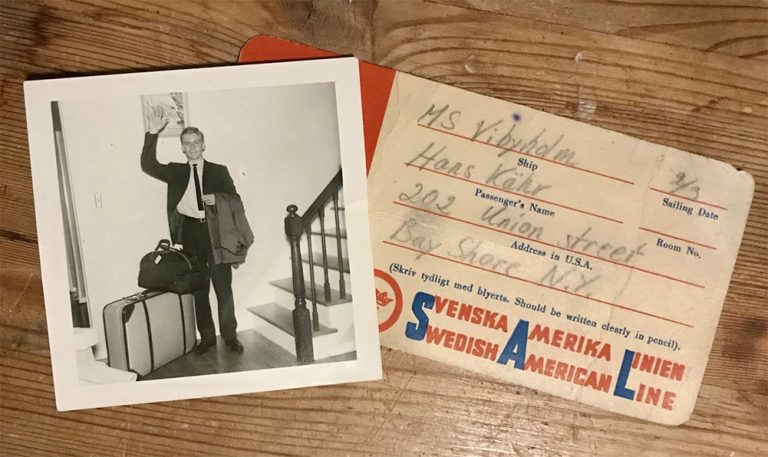 MS Vibyholm
Ship
9/3
Sailing Date
Hans Kähr
Passenger's Name
Room No.
202 Union street
Address in U.S.A.
Bay Shore N.Y.
(Skriv tydligt med blyerts. Should be written clearly in pencil).
SVENSKA AMERIKA LINIEN
SWEDISH AMERICAN LINE